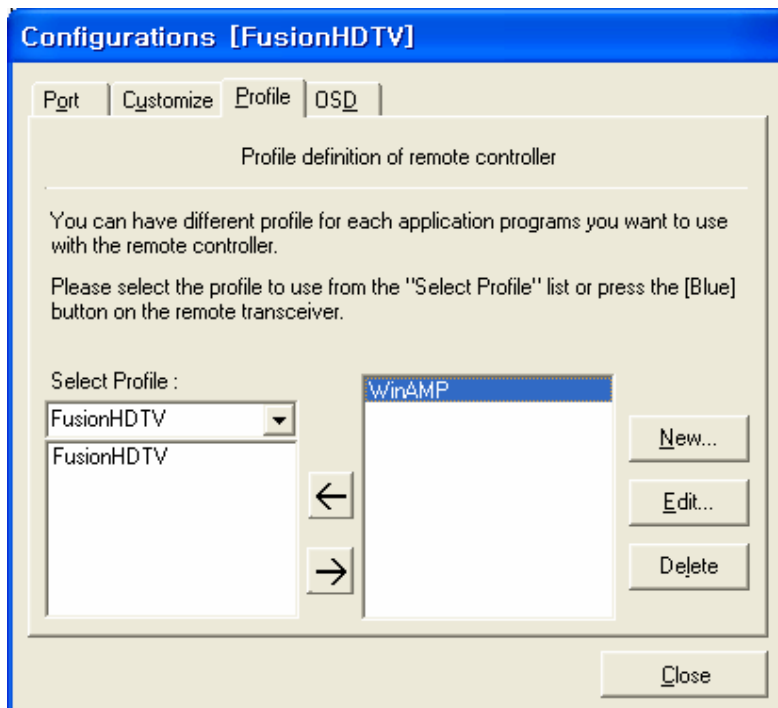 Configurations [FusionHDTV]
Port Customize Profile OSD
Profile definition of remote controller
You can have different profile for each application programs you want to use
with the remote controller.
Please select the profile to use from the "Select Profile" list or press the [Blue]
button on the remote transceiver.
Select Profile :
FusionHDTV
FusionHDTV
WinAMP
New...
Edit...
Delete
Close